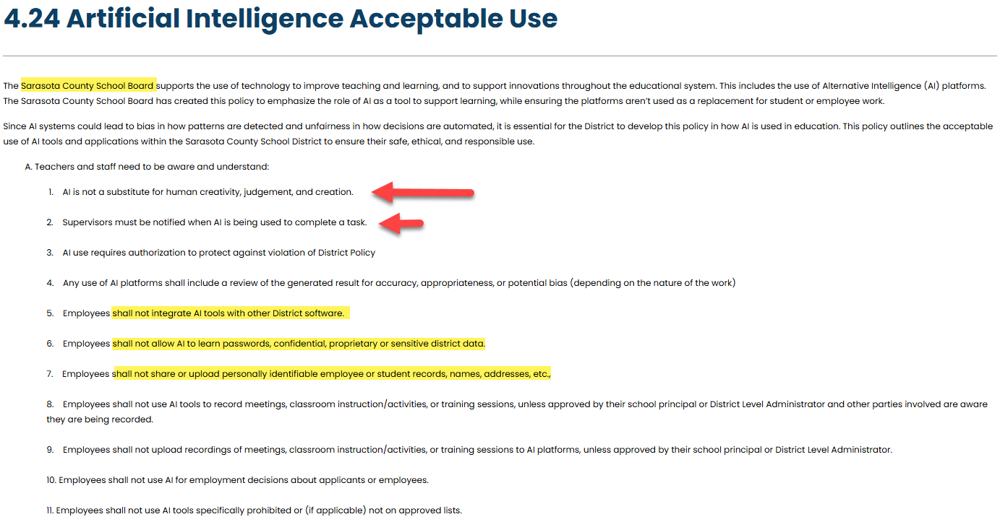 4.24 Artificial Intelligence Acceptable Use
The Sarasota County School Board supports the use of technology to improve teaching and learning, and to support innovations throughout the educational system. This includes the use of Alternative Intelligence (AI) platforms.
The Sarasota County School Board has created this policy to emphasize the role of AI as a tool to support learning, while ensuring the platforms aren’t used as a replacement for student or employee work.
Since AI systems could lead to bias in how patterns are detected and unfairness in how decisions are automated, it is essential for the District to develop this policy in how AI is used in education. This policy outlines the acceptable
use of AI tools and applications within the Sarasota County School District to ensure their safe, ethical, and responsible use.
A. Teachers and staff need to be aware and understand:
1. AI is not a substitute for human creativity, judgement, and creation.
2. Supervisors must be notified when AI is being used to complete a task.
3. AI use requires authorization to protect against violation of District Policy
4. Any use of AI platforms shall include a review of the generated result for accuracy, appropriateness, or potential bias (depending on the nature of the work)
5. Employees shall not integrate AI tools with other District software.
6. Employees shall not allow AI to learn passwords, confidential, proprietary or sensitive district data.
7. Employees shall not share or upload personally identifiable employee or student records, names, addresses, etc.,
8. Employees shall not use AI tools to record meetings, classroom instruction/activities, or training sessions, unless approved by their school principal or District Level Administrator and other parties involved are aware
they are being recorded.
9. Employees shall not upload recordings of meetings, classroom instruction/activities, or training sessions to AI platforms, unless approved by their school principal or District Level Administrator.
10. Employees shall not use AI for employment decisions about applicants or employees.
11. Employees shall not use AI tools specifically prohibited or (if applicable) not on approved lists.